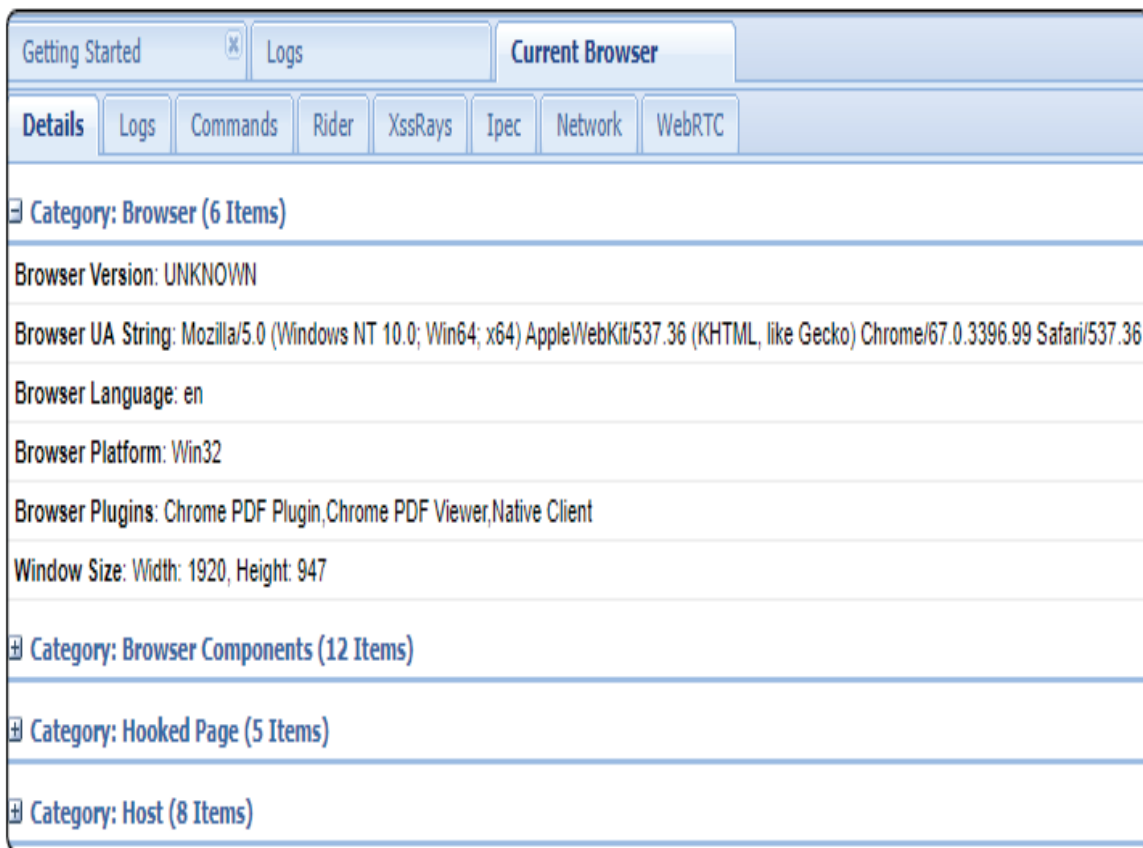 Getting Started Logs Current Browser
Details Logs Commands Rider XssRays Ipec Network WebRTC
Category: Browser (6 Items)
Browser Version: UNKNOWN
Browser UA String: Mozilla/5.0 (Windows NT 10.0; Win64; x64) AppleWebKit/537.36 (KHTML, like Gecko) Chrome/67.0.3396.99 Safari/537.36
Browser Language: en
Browser Platform: Win32
Browser Plugins: Chrome PDF Plugin,Chrome PDF Viewer,Native Client
Window Size: Width: 1920, Height: 947
Category: Browser Components (12 Items)
Category: Hooked Page (5 Items)
Category: Host (8 Items)